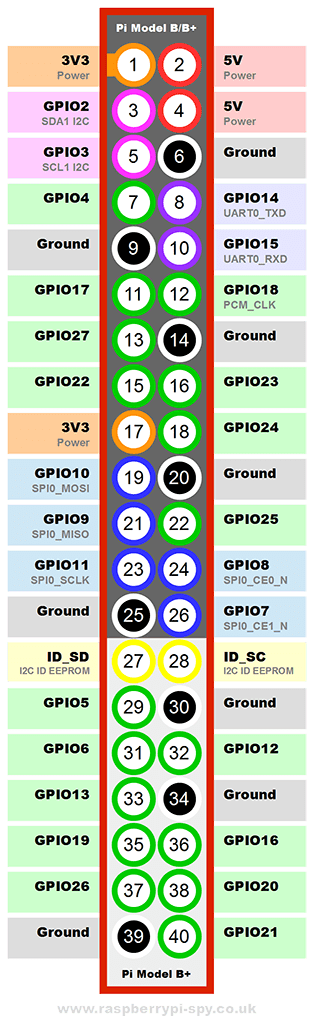 Pi Model B/B+
3V3 1 2 5V
Power Power
GPIO2 3 4 5V
SDA1 I2C Power
GPIO3 5 6 Ground
SCL1 I2C
GPIO4 7 8 GPIO14
UART0_TXD
Ground 9 10 GPIO15
UART0_RXD
GPIO17 11 12 GPIO18
PCM_CLK
GPIO27 13 14 Ground
GPIO22 15 16 GPIO23
3V3 17 18 GPIO24
Power
GPIO10 19 20 Ground
SPI0_MOSI
GPIO9 21 22 GPIO25
SPI0_MISO
GPIO11 23 24 GPIO8
SPI0_SCLK SPI0_CE0_N
Ground 25 26 GPIO7
SPI0_CE1_N
ID_SD 27 28 ID_SC
I2C ID EEPROM I2C ID EEPROM
GPIO5 29 30 Ground
GPIO6 31 32 GPIO12
GPIO13 33 34 Ground
GPIO19 35 36 GPIO16
GPIO26 37 38 GPIO20
Ground 39 40 GPIO21
Pi Model B+
www.raspberrypi-spy.co.uk